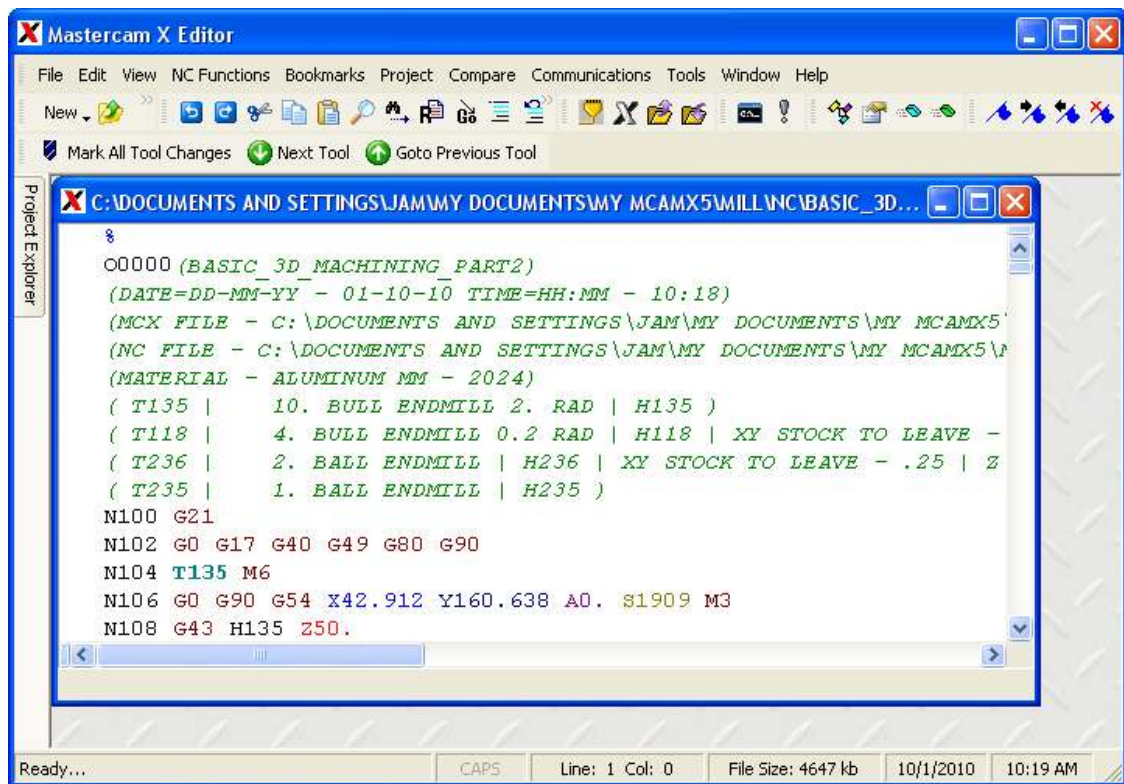 Mastercam X Editor
File Edit View NC Functions Bookmarks Project Compare Communications Tools Window Help
New
Mark All Tool Changes Next Tool Goto Previous Tool
Project Explorer
C:\DOCUMENTS AND SETTINGS\JAM\MY DOCUMENTS\MY MCAMX5\MILL\NC\BASIC_3D...
%
O0000 (BASIC_3D_MACHINING_PART2)
(DATE=DD-MM-YY - 01-10-10 TIME=HH:MM - 10:18)
(MCX FILE - C:\DOCUMENTS AND SETTINGS\JAM\MY DOCUMENTS\MY MCAMX5\
(NC FILE - C:\DOCUMENTS AND SETTINGS\JAM\MY DOCUMENTS\MY MCAMX5\
(MATERIAL - ALUMINUM MM - 2024)
( T135 | 10. BULL ENDMILL 2. RAD | H135 )
( T118 | 4. BULL ENDMILL 0.2 RAD | H118 | XY STOCK TO LEAVE -
( T236 | 2. BALL ENDMILL | H236 | XY STOCK TO LEAVE - .25 | Z
( T235 | 1. BALL ENDMILL | H235 )
N100 G21
N102 G0 G17 G40 G49 G80 G90
N104 T135 M6
N106 G0 G90 G54 X42.912 Y160.638 A0. S1909 M3
N108 G43 H135 Z50.
Ready... CAPS Line: 1 Col: 0 File Size: 4647 kb 10/1/2010 10:19 AM